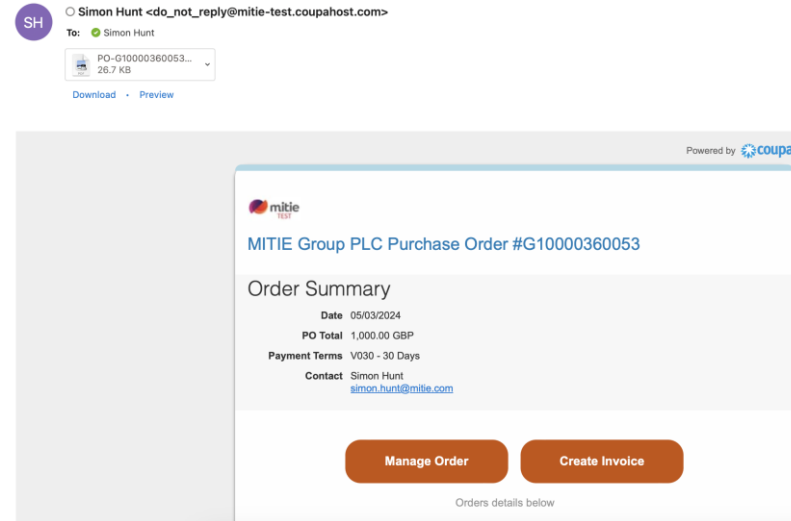 SH
Simon Hunt <do_not_reply@mitie-test.coupahost.com>
To: Simon Hunt
PO-G10000360053...
26.7 KB
Download • Preview
Powered by coupa
mitie
TEST
MITIE Group PLC Purchase Order #G10000360053
Order Summary
Date 05/03/2024
PO Total 1,000.00 GBP
Payment Terms V030 - 30 Days
Contact Simon Hunt
simon.hunt@mitie.com
Manage Order Create Invoice
Orders details below